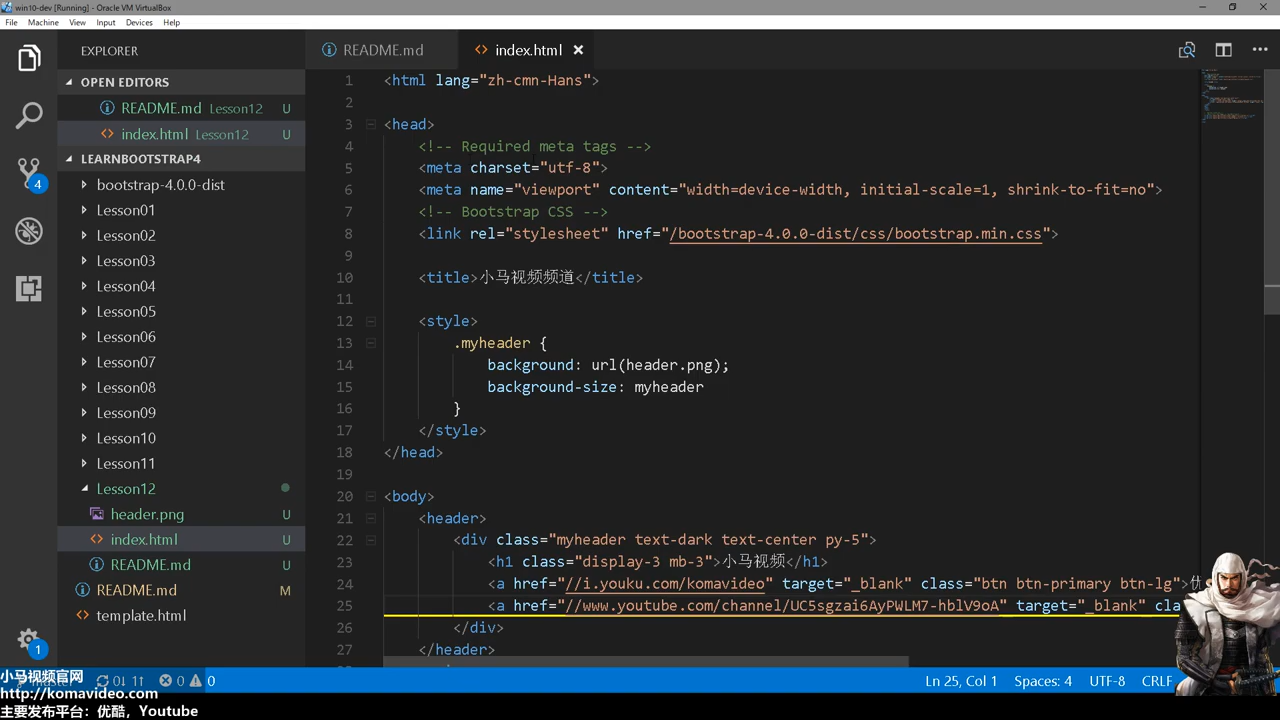 win10-dev [Running] - Oracle VM VirtualBox
File Machine View Input Devices Help
EXPLORER
README.md
index.html
OPEN EDITORS
README.md Lesson12 U
index.html Lesson12 U
LEARNBOOTSTRAP4
bootstrap-4.0.0-dist
Lesson01
Lesson02
Lesson03
Lesson04
Lesson05
Lesson06
Lesson07
Lesson08
Lesson09
Lesson10
Lesson11
Lesson12
header.png U
index.html U
README.md U
README.md M
template.html
4
1
1 <html lang="zh-cmn-Hans">
2
3 <head>
4 <!-- Required meta tags -->
5 <meta charset="utf-8">
6 <meta name="viewport" content="width=device-width, initial-scale=1, shrink-to-fit=no">
7 <!-- Bootstrap CSS -->
8 <link rel="stylesheet" href="/bootstrap-4.0.0-dist/css/bootstrap.min.css">
9
10 <title>小马视频频道</title>
11
12 <style>
13 .myheader {
14 background: url(header.png);
15 background-size: myheader
16 }
17 </style>
18 </head>
19
20 <body>
21 <header>
22 <div class="myheader text-dark text-center py-5">
23 <h1 class="display-3 mb-3">小马视频</h1>
24 <a href="//i.youku.com/komavideo" target="_blank" class="btn btn-primary btn-lg">优
25 <a href="//www.youtube.com/channel/UC5sgzai6AyPWLM7-hblV9oA" target="_blank" cla
26 </div>
27 </header>
0↓ 1↑ 0 0
Ln 25, Col 1 Spaces: 4 UTF-8 CRLF
小马视频官网
http://komavideo.com
主要发布平台：优酷，Youtube